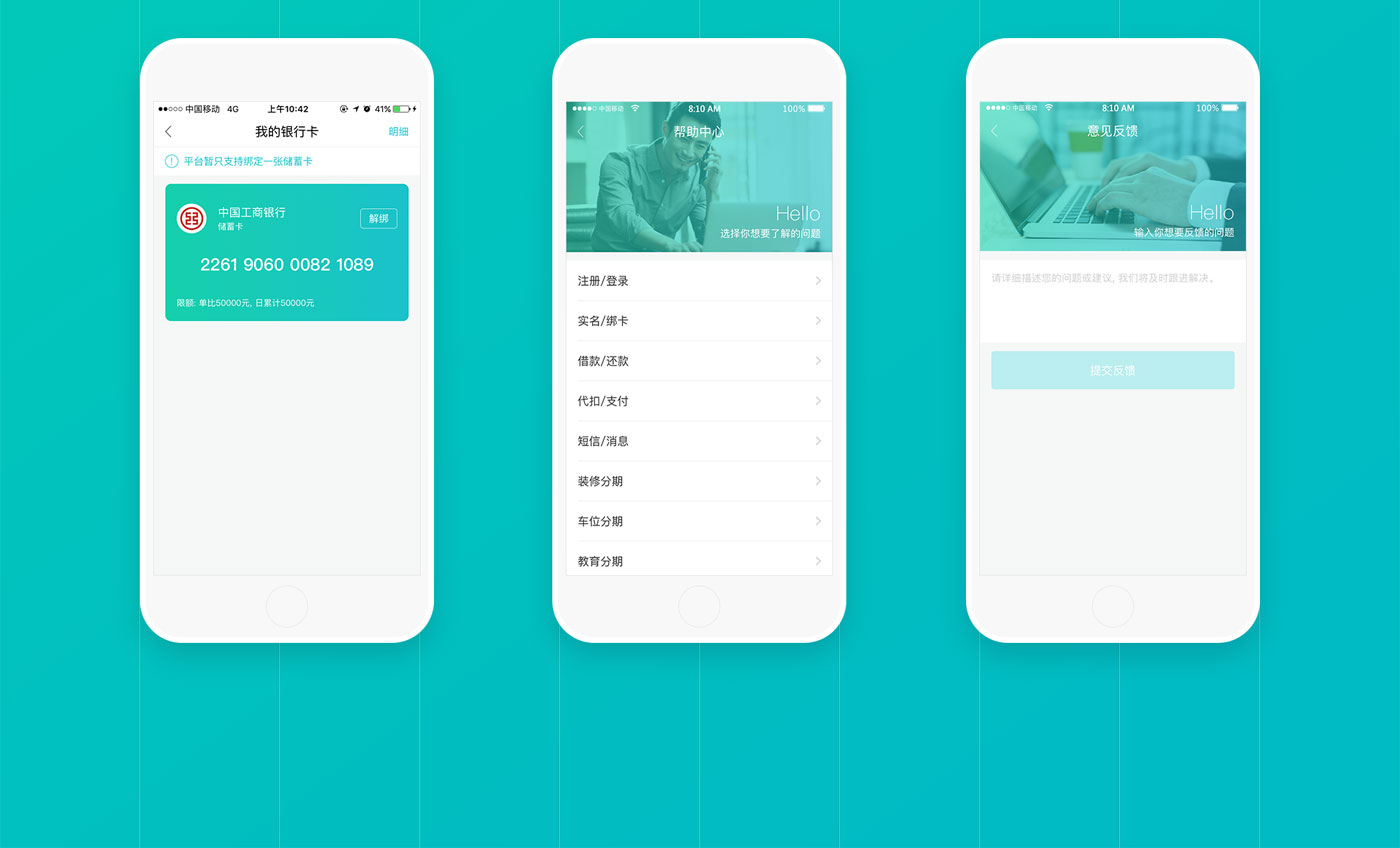 中国移动 4G 上午10:42 41%
我的银行卡 明细
平台暂只支持绑定一张储蓄卡
中国工商银行
储蓄卡
解绑
2261 9060 0082 1089
限额: 单比50000元, 日累计50000元
中国移动 8:10 AM 100%
帮助中心
Hello
选择你想要了解的问题
注册/登录
实名/绑卡
借款/还款
代扣/支付
短信/消息
装修分期
车位分期
教育分期
中国移动 8:10 AM 100%
意见反馈
Hello
输入你想要反馈的问题
请详细描述您的问题或建议, 我们将及时跟进解决。
提交反馈